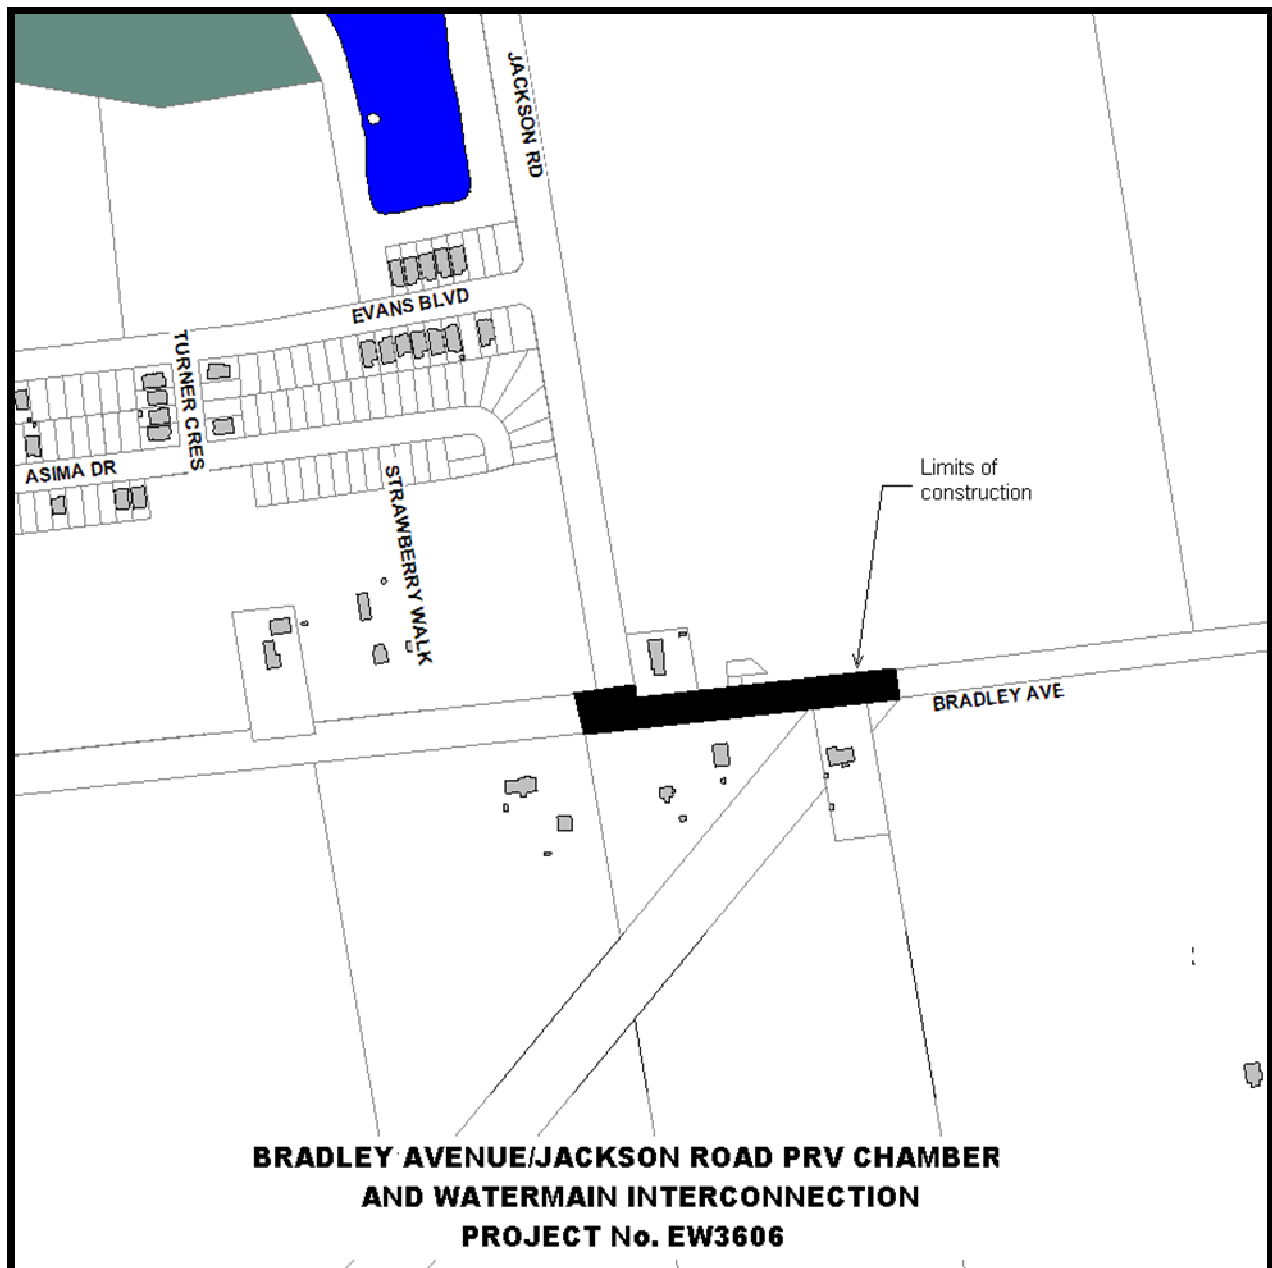 JACKSON RD
EVANS BLVD
TURNER CRES
ASIMA DR
STRAWBERRY WALK
Limits of
construction
BRADLEY AVE
BRADLEY AVENUE/JACKSON ROAD PRV CHAMBER
AND WATERMAIN INTERCONNECTION
PROJECT No. EW3606